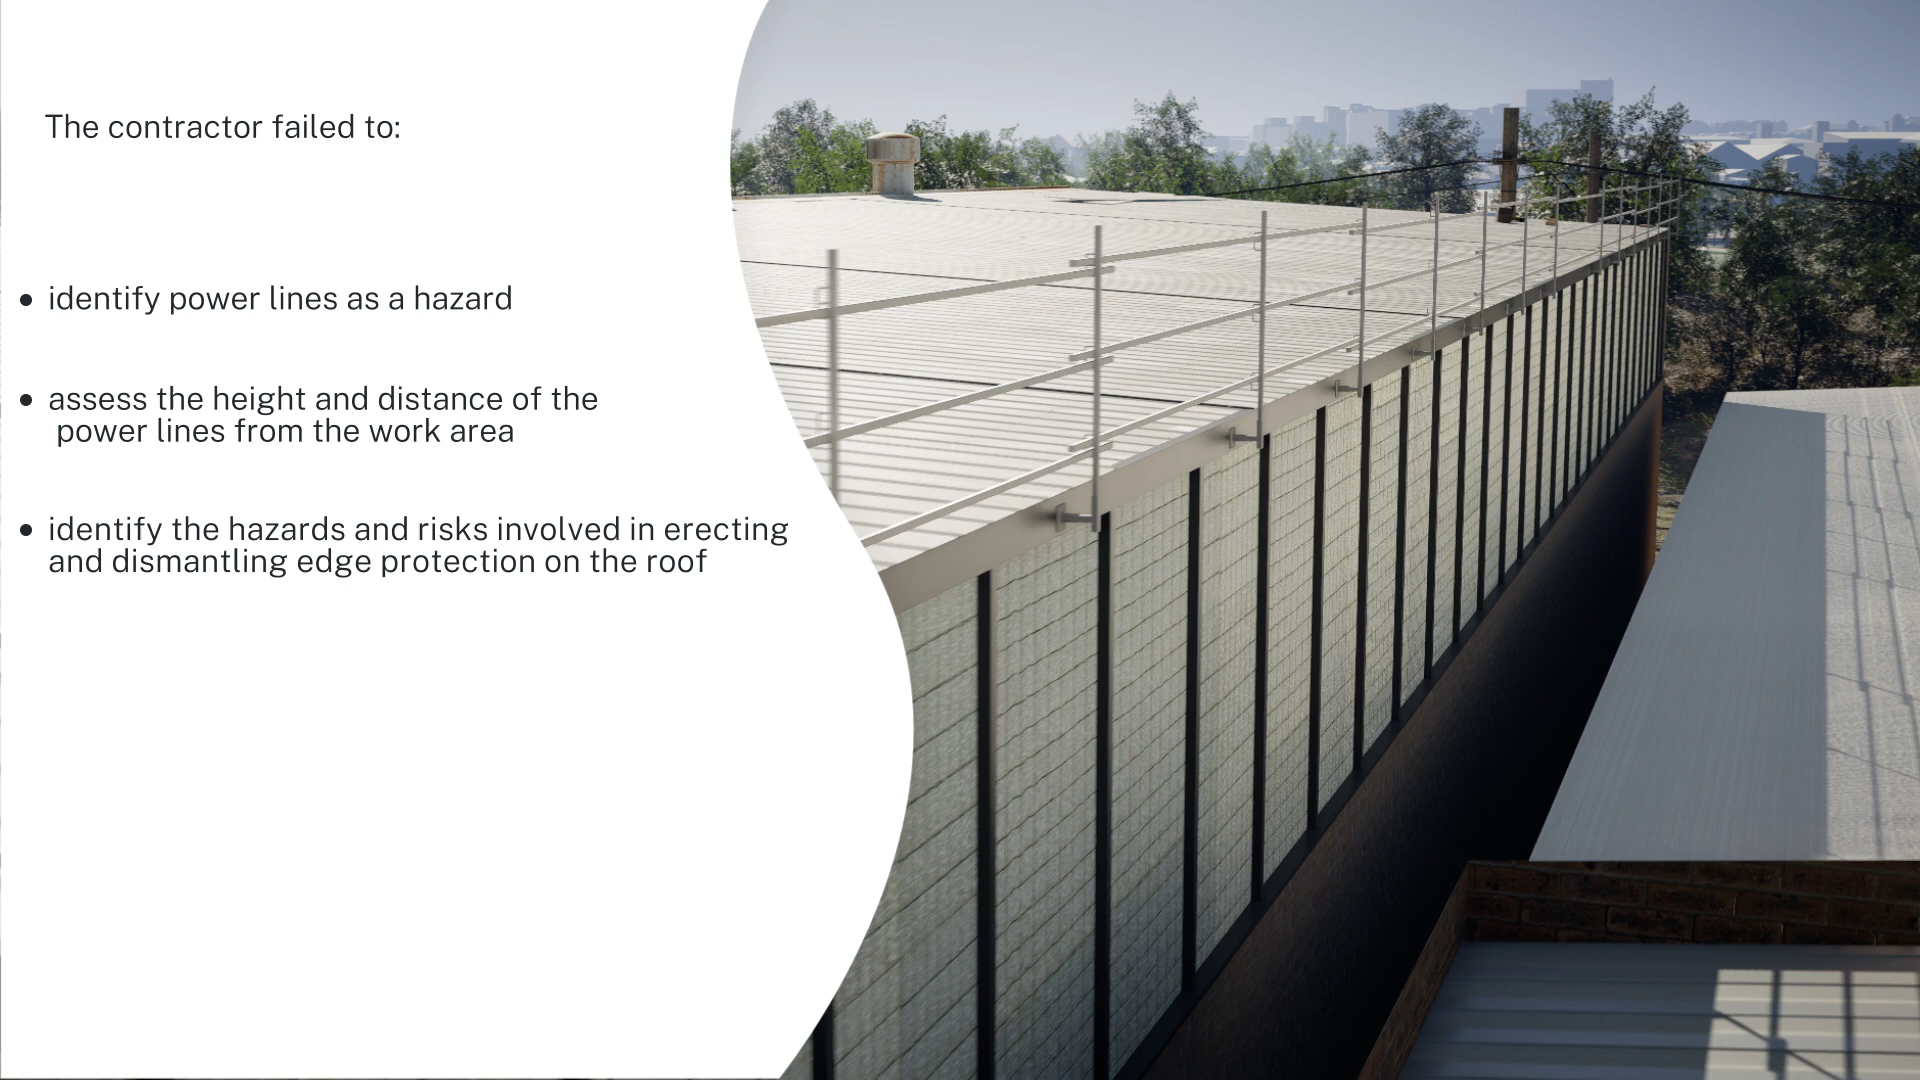 The contractor failed to:
• identify power lines as a hazard
• assess the height and distance of the
power lines from the work area
• identify the hazards and risks involved in erecting
and dismantling edge protection on the roof